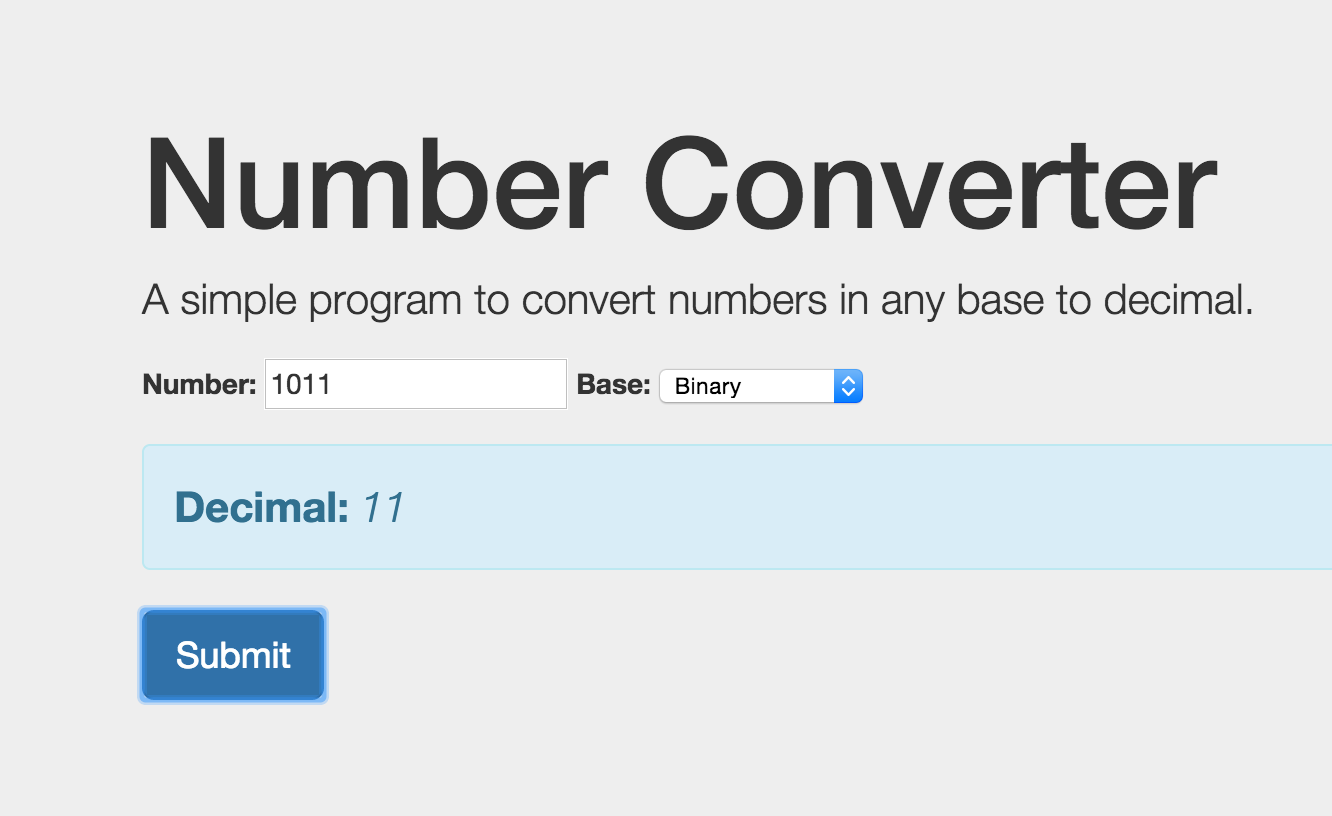 Number Converter
A simple program to convert numbers in any base to decimal.
Number: 1011 Base: Binary
Decimal: 11
Submit